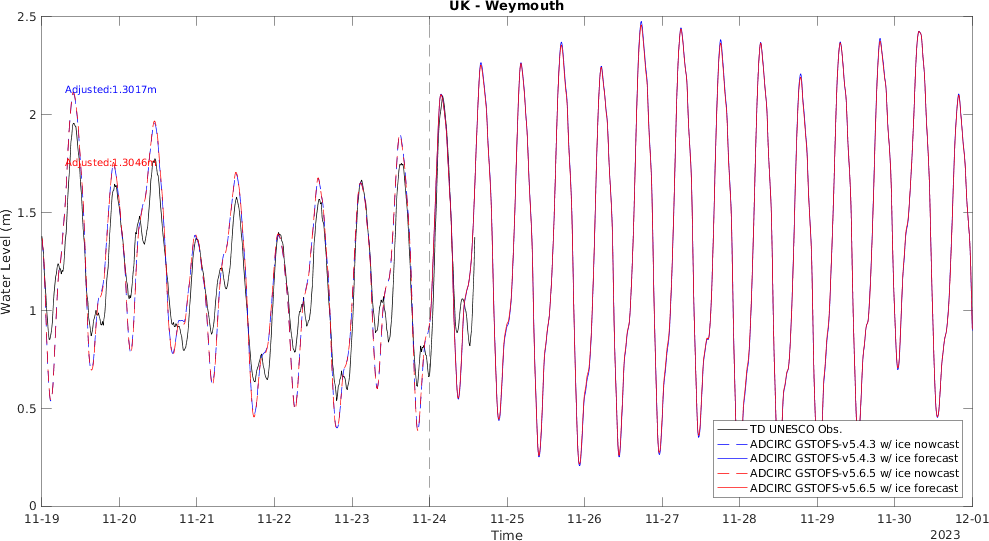 UK - Weymouth
2.5
2
1.5
1
0.5
0
Water Level (m)
Adjusted:1.3017m
Adjusted:1.3046m
TD UNESCO Obs.
ADCIRC GSTOFS-v5.4.3 w/ ice nowcast
ADCIRC GSTOFS-v5.4.3 w/ ice forecast
ADCIRC GSTOFS-v5.6.5 w/ ice nowcast
ADCIRC GSTOFS-v5.6.5 w/ ice forecast
11-19 11-20 11-21 11-22 11-23 11-24 11-25 11-26 11-27 11-28 11-29 11-30 12-01
Time
2023